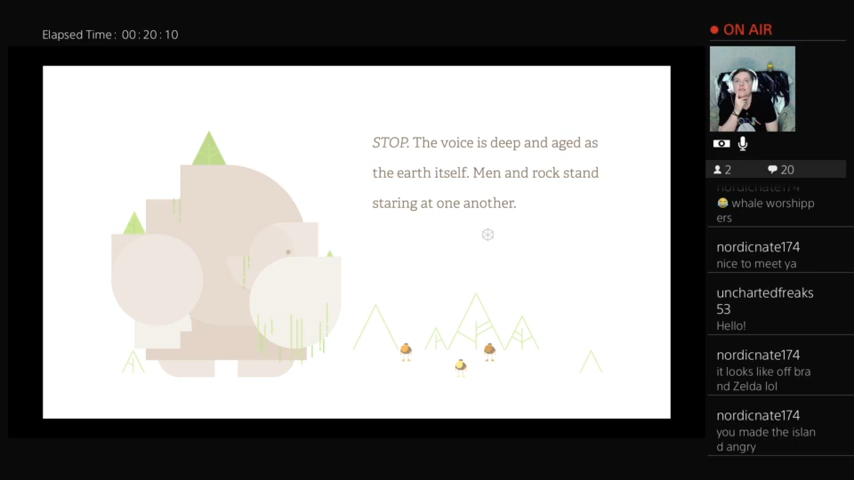 Elapsed Time: 00:20:10
STOP. The voice is deep and aged as
the earth itself. Men and rock stand
staring at one another.
ON AIR
2 20
nordicnate174
😂 whale worshipp
ers
nordicnate174
nice to meet ya
unchartedfreaks
53
Hello!
nordicnate174
it looks like off bra
nd Zelda lol
nordicnate174
you made the islan
d angry